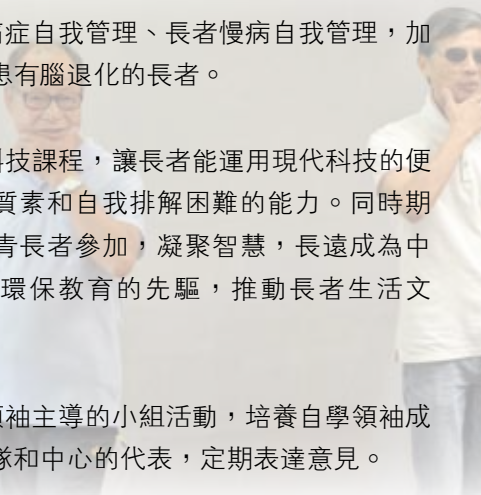 症自我管理、長者慢病自我管理，加
患有腦退化的長者。
科技課程，讓長者能運用現代科技的便
質素和自我排解困難的能力。同時期
青長者參加，凝聚智慧，長遠成為中
環保教育的先驅，推動長者生活文
領袖主導的小組活動，培養自學領袖成
隊和中心的代表，定期表達意見。